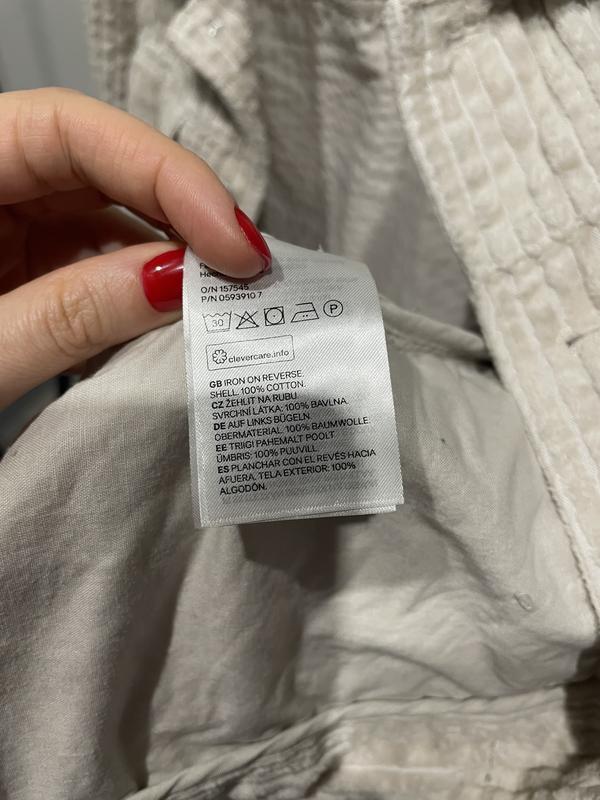 O/N 157545
P/N 0593910 7
30 P
clevercare.info
GB IRON ON REVERSE.
SHELL: 100% COTTON.
CZ ŽEHLIT NA RUBU.
SVRCHNÍ LÁTKA: 100% BAVLNA.
DE AUF LINKS BÜGELN.
OBERMATERIAL: 100% BAUMWOLLE.
EE TRIIGI PAHEMALT POOLT.
ÜMBRIS: 100% PUUVILL.
ES PLANCHAR CON EL REVÉS HACIA
AFUERA. TELA EXTERIOR: 100%
ALGODÓN.